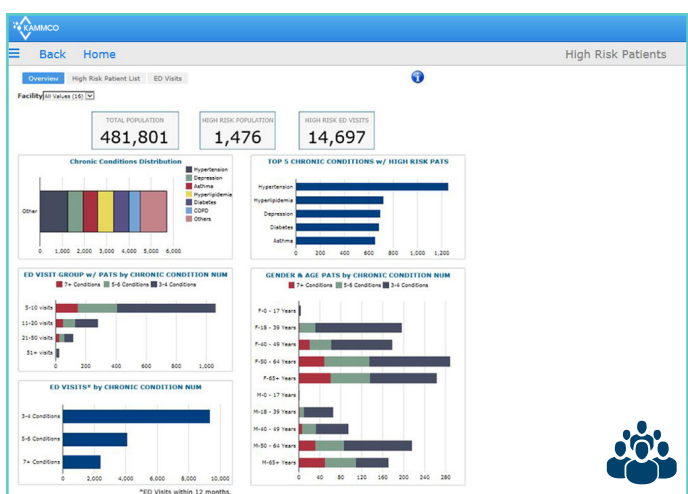 KAMMCO
Back Home High Risk Patients
Overview High Risk Patient List ED Visits
i
Facility All Values (16)
TOTAL POPULATION
481,801
HIGH RISK POPULATION
1,476
HIGH RISK ED VISITS
14,697
Chronic Conditions Distribution
Hypertension
Depression
Asthma
Hyperlipidemia
Diabetes
COPD
Others
Other
0 1,000 2,000 3,000 4,000 5,000 6,000
TOP 5 CHRONIC CONDITIONS w/ HIGH RISK PATS
Hypertension
Hyperlipidemia
Depression
Diabetes
Asthma
0 200 400 600 800 1,000 1,200
ED VISIT GROUP w/ PATS by CHRONIC CONDITION NUM
7+ Conditions 5-6 Conditions 3-4 Conditions
5-10 visits
11-20 visits
21-50 visits
51+ visits
0 200 400 600 800 1,000
GENDER & AGE PATS by CHRONIC CONDITION NUM
7+ Conditions 5-6 Conditions 3-4 Conditions
F-0 - 17 Years
F-18 - 39 Years
F-40 - 49 Years
F-50 - 64 Years
F-65+ Years
M-0 - 17 Years
M-18 - 39 Years
M-40 - 49 Years
M-50 - 64 Years
M-65+ Years
0 40 80 120 160 200 240 280
ED VISITS* by CHRONIC CONDITION NUM
3-4 Conditions
5-6 Conditions
7+ Conditions
0 2,000 4,000 6,000 8,000 10,000
*ED Visits within 12 months.